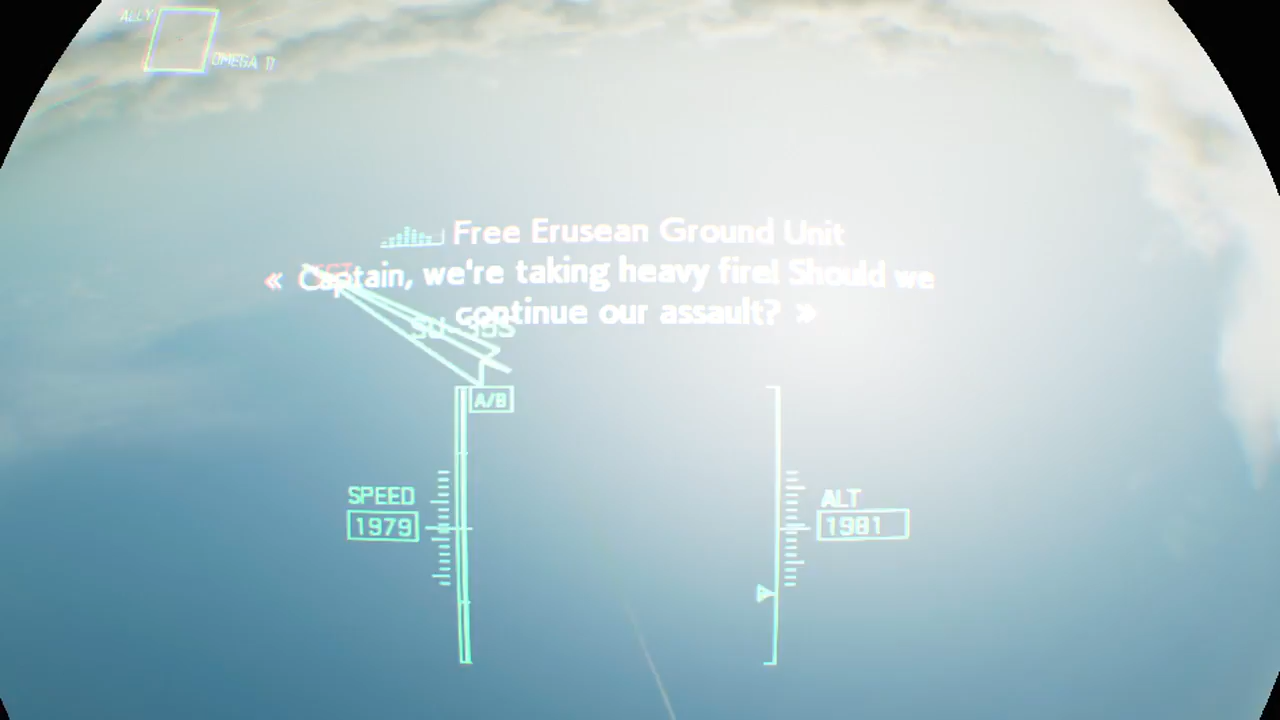 ALLY
OMEGA 11
Free Erusean Ground Unit
« Captain, we're taking heavy fire! Should we
continue our assault? »
A/B
SPEED
1979
ALT
1981